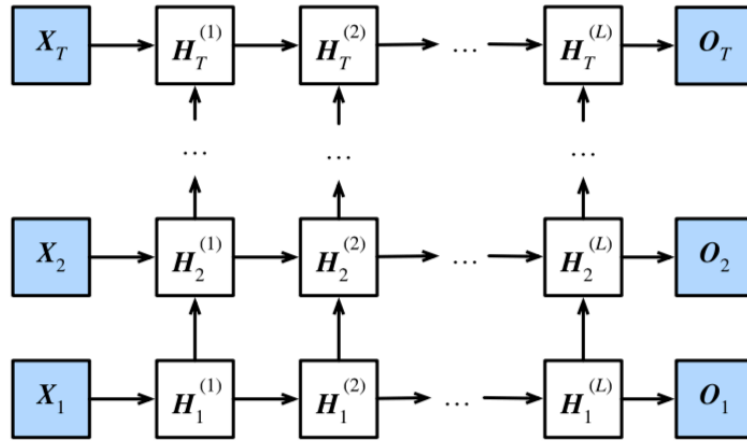 X_T H_T^{(1)} H_T^{(2)} … H_T^{(L)} O_T
… … …
X_2 H_2^{(1)} H_2^{(2)} … H_2^{(L)} O_2
X_1 H_1^{(1)} H_1^{(2)} … H_1^{(L)} O_1